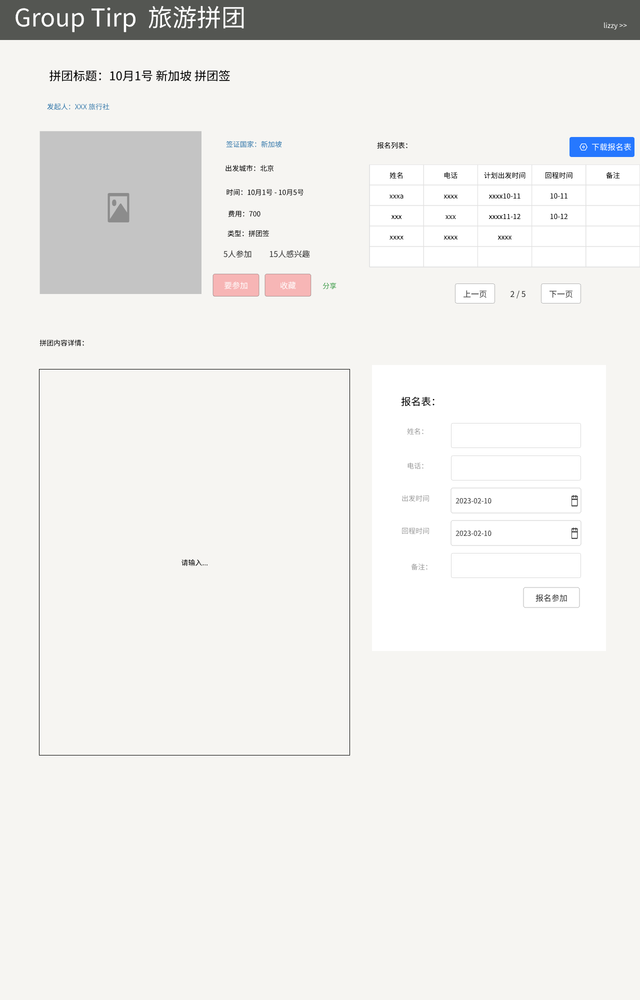 Group Tirp 旅游拼团
lizzy >>
拼团标题：10月1号 新加坡 拼团签
发起人：XXX 旅行社
签证国家：新加坡
出发城市：北京
时间：10月1号 - 10月5号
费用：700
类型：拼团签
5人参加 15人感兴趣
要参加 收藏 分享
报名列表：
下载报名表
姓名 电话 计划出发时间 回程时间 备注
xxxa xxxx xxxx10-11 10-11
xxx xxx xxxx11-12 10-12
xxxx xxxx xxxx
上一页 2 / 5 下一页
拼团内容详情：
请输入...
报名表：
姓名：
电话：
出发时间 2023-02-10
回程时间 2023-02-10
备注：
报名参加